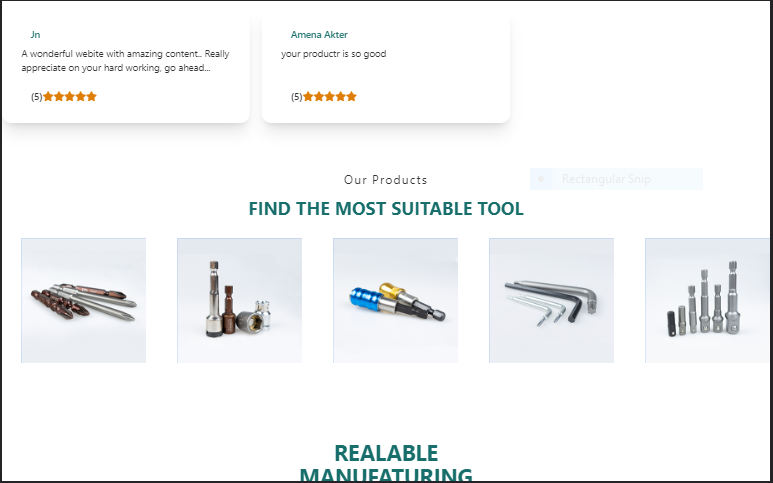 Jn
A wonderful webite with amazing content.. Really
appreciate on your hard working, go ahead...
(5)
Amena Akter
your productr is so good
(5)
Our Products
Rectangular Snip
FIND THE MOST SUITABLE TOOL
REALABLE
MANUFATURING